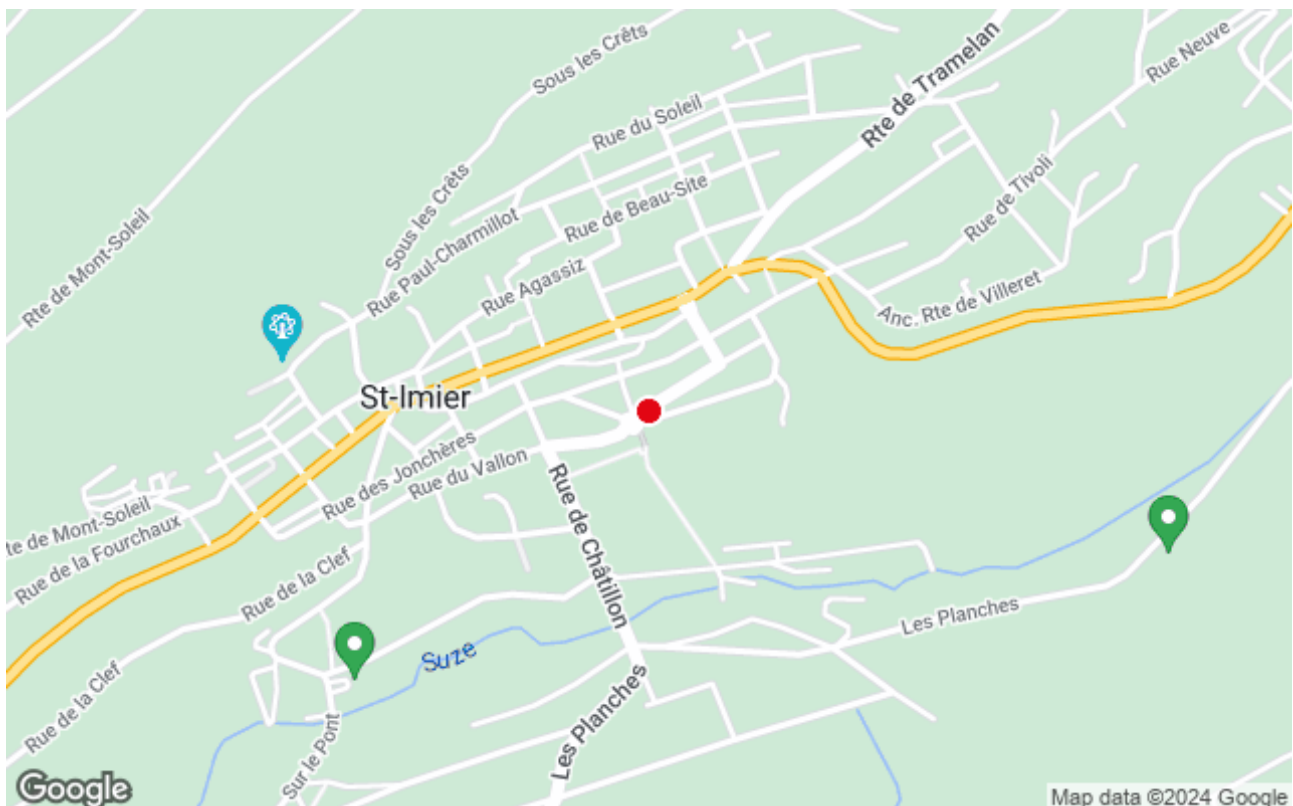 Sous les Crêts
Rue Neuve
Rte de Tramelan
Rue du Soleil
Rue de Tivoli
Rue de Beau-Site
Sous les Crêts
Rue Paul-Charmillot
Rte de Mont-Soleil
Rue Agassiz
Anc. Rte de Villeret
St-Imier
Rue des Jonchères
Rue du Vallon
te de Mont-Soleil
Rue de la Fourchaux
Rue de Châtillon
Rue de la Clef
Les Planches
Suze
Rue de la Clef
Les Planches
Sur le Pont
Google
Map data ©2024 Google